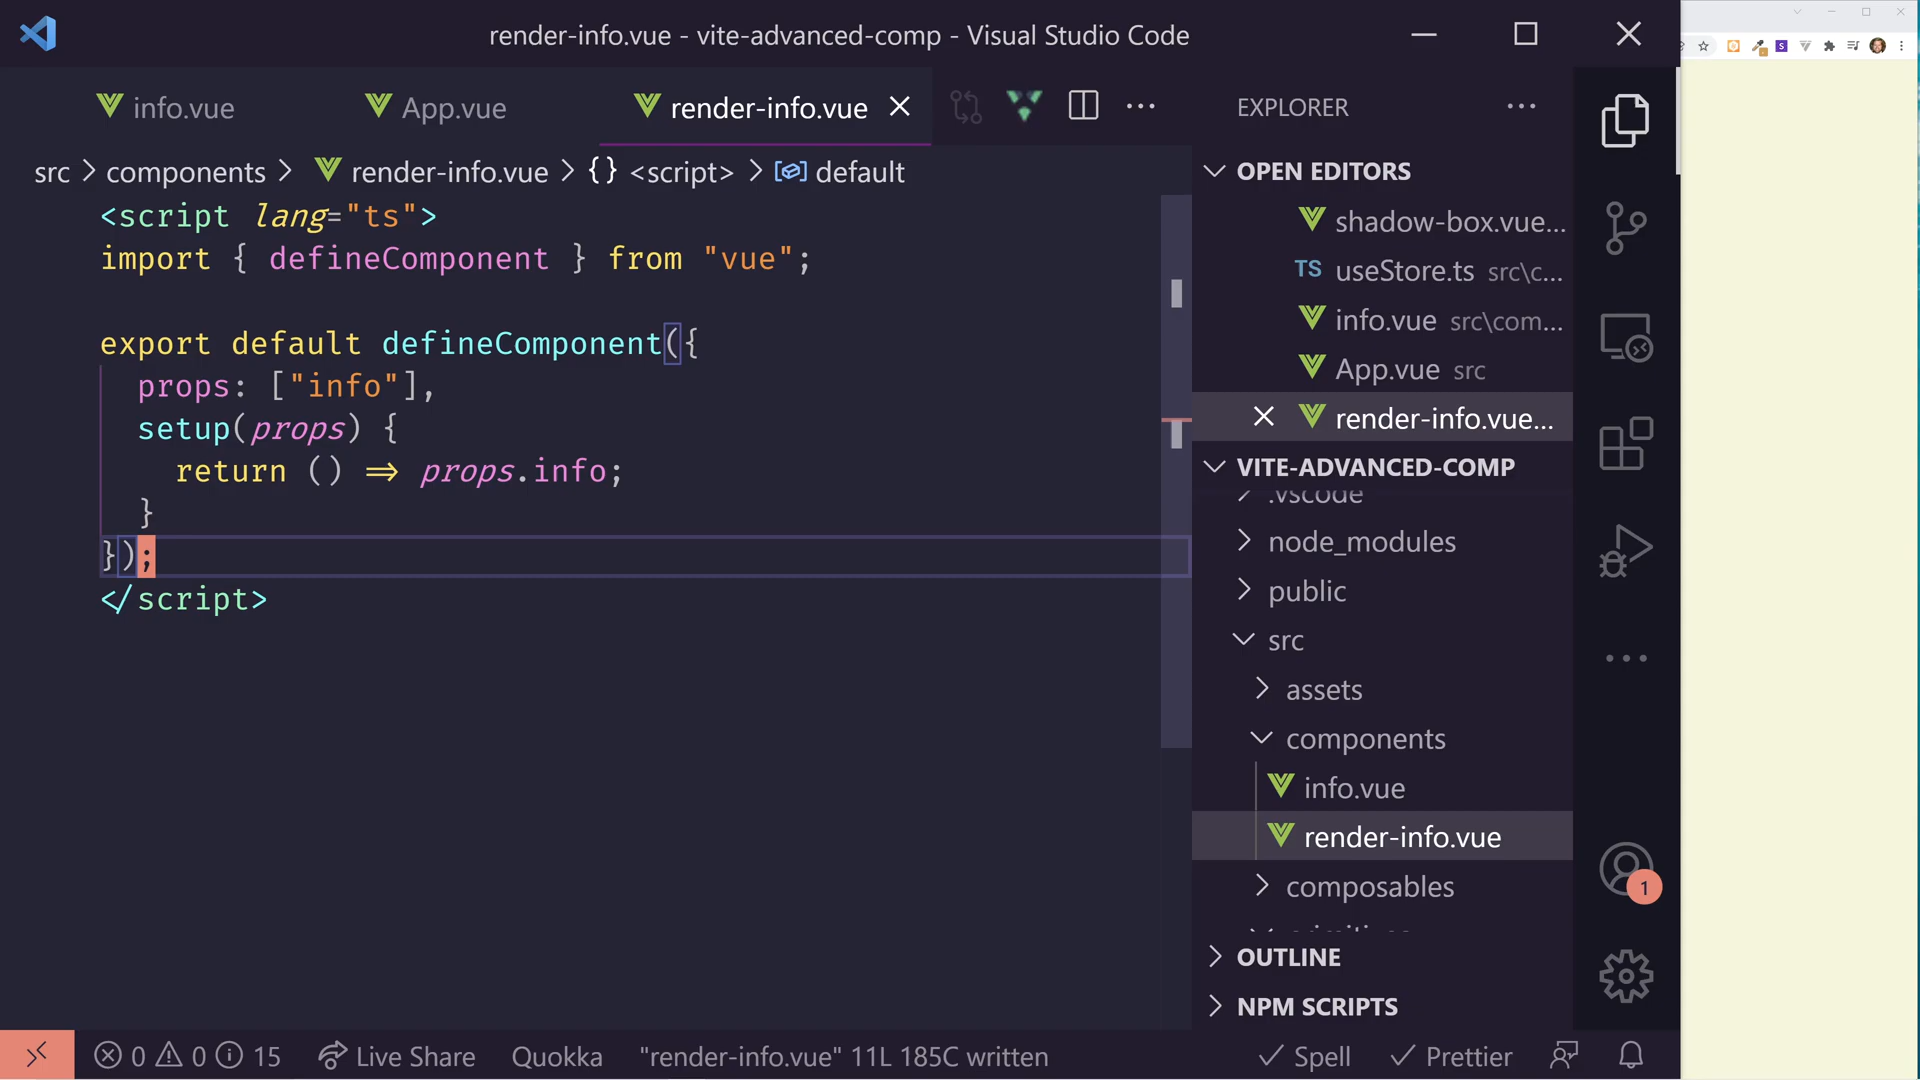 render-info.vue - vite-advanced-comp - Visual Studio Code
info.vue
App.vue
render-info.vue
src > components > render-info.vue > {} <script> > default
<script lang="ts">
import { defineComponent } from "vue";
export default defineComponent({
props: ["info"],
setup(props) {
return () => props.info;
}
});
</script>
EXPLORER
OPEN EDITORS
shadow-box.vue...
TS useStore.ts src\c...
info.vue src\com...
App.vue src
render-info.vue...
VITE-ADVANCED-COMP
.vscode
node_modules
public
src
assets
components
info.vue
render-info.vue
composables
OUTLINE
NPM SCRIPTS
1
0 0 15 Live Share Quokka "render-info.vue" 11L 185C written Spell Prettier